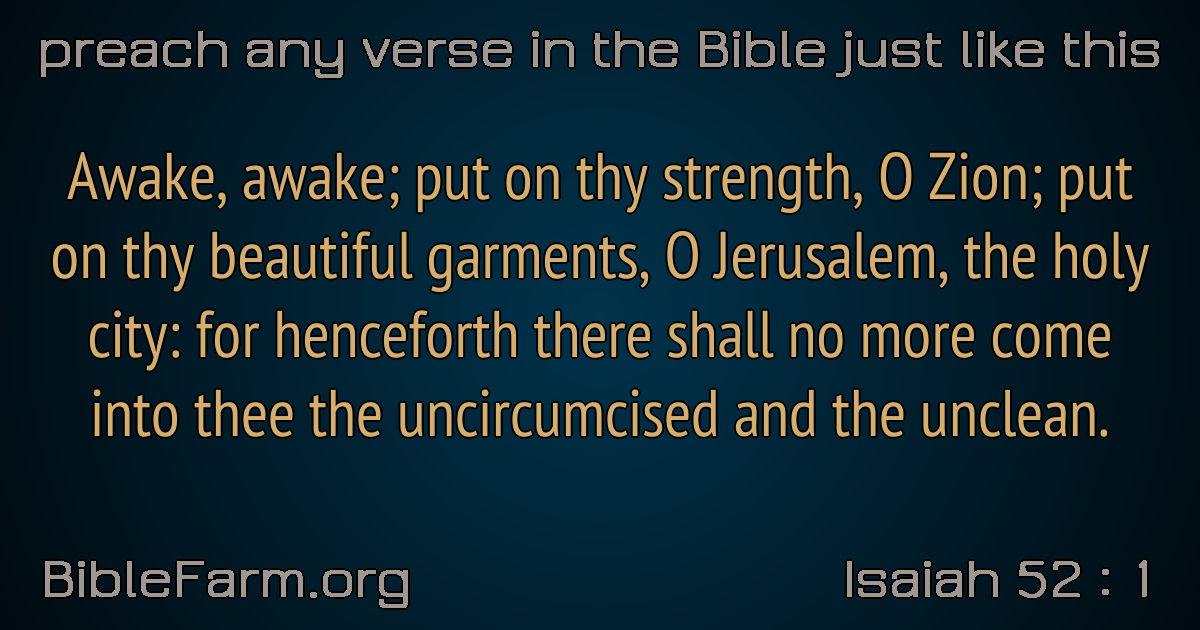 preach any verse in the Bible just like this
Awake, awake; put on thy strength, O Zion; put
on thy beautiful garments, O Jerusalem, the holy
city: for henceforth there shall no more come
into thee the uncircumcised and the unclean.
BibleFarm.org
Isaiah 52 : 1